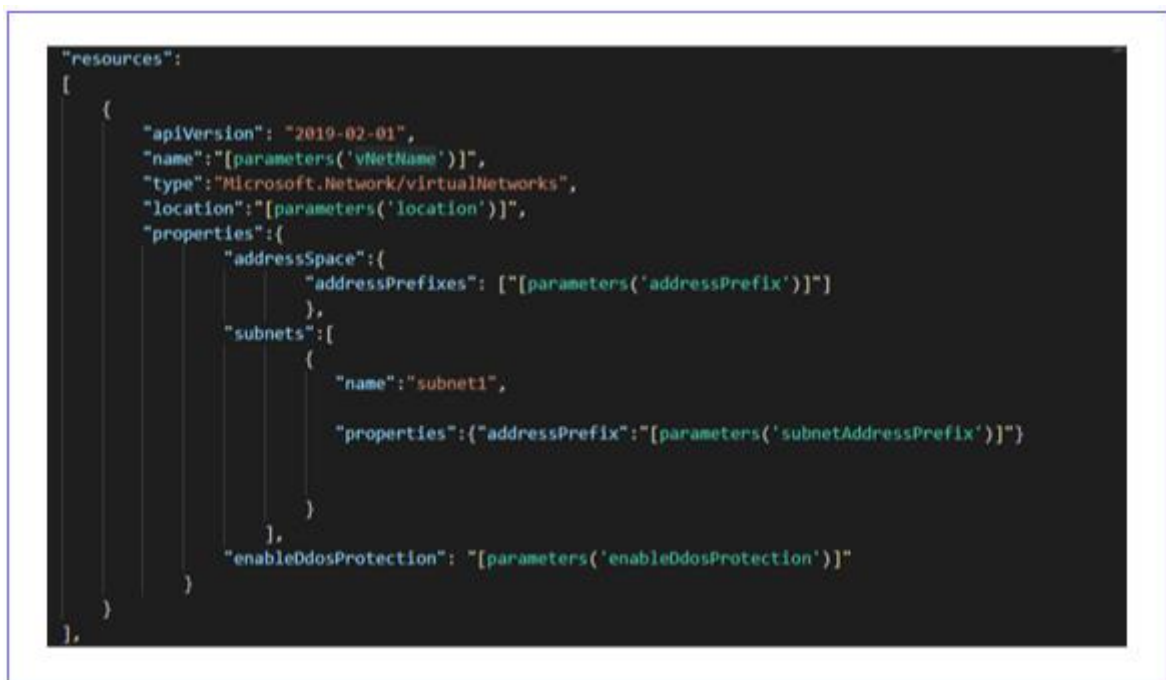 "resources":
[
{
"apiVersion": "2019-02-01",
"name":"[parameters('vNetName')]",
"type":"Microsoft.Network/virtualNetworks",
"location":"[parameters('location')]",
"properties":{
"addressSpace":{
"addressPrefixes": ["[parameters('addressPrefix')]"]
},
"subnets":[
{
"name":"subnet1",
"properties":{"addressPrefix":"[parameters('subnetAddressPrefix')]"}
}
],
"enableDdosProtection": "[parameters('enableDdosProtection')]"
}
}
],